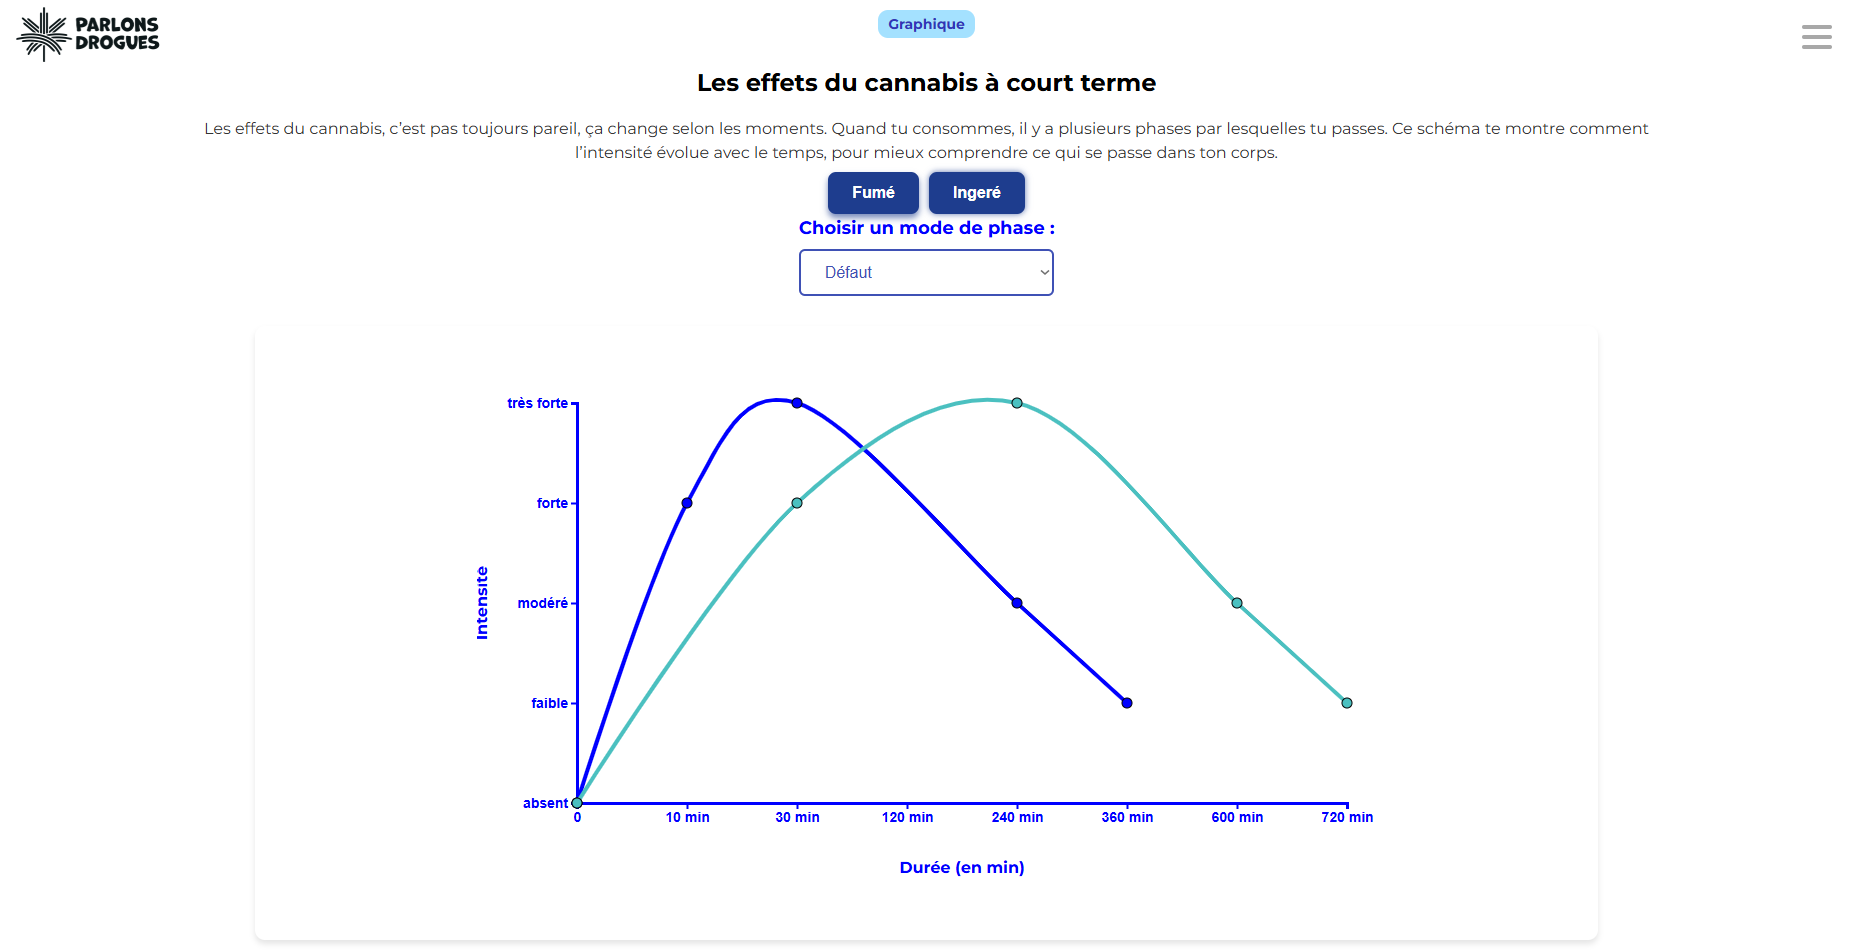 PARLONS
DROGUES
Graphique
Les effets du cannabis à court terme
Les effets du cannabis, c’est pas toujours pareil, ça change selon les moments. Quand tu consommes, il y a plusieurs phases par lesquelles tu passes. Ce schéma te montre comment
l’intensité évolue avec le temps, pour mieux comprendre ce qui se passe dans ton corps.
Fumé
Ingeré
Choisir un mode de phase :
Défaut
très forte
forte
modéré
faible
absent
Intensité
0
10 min
30 min
120 min
240 min
360 min
600 min
720 min
Durée (en min)